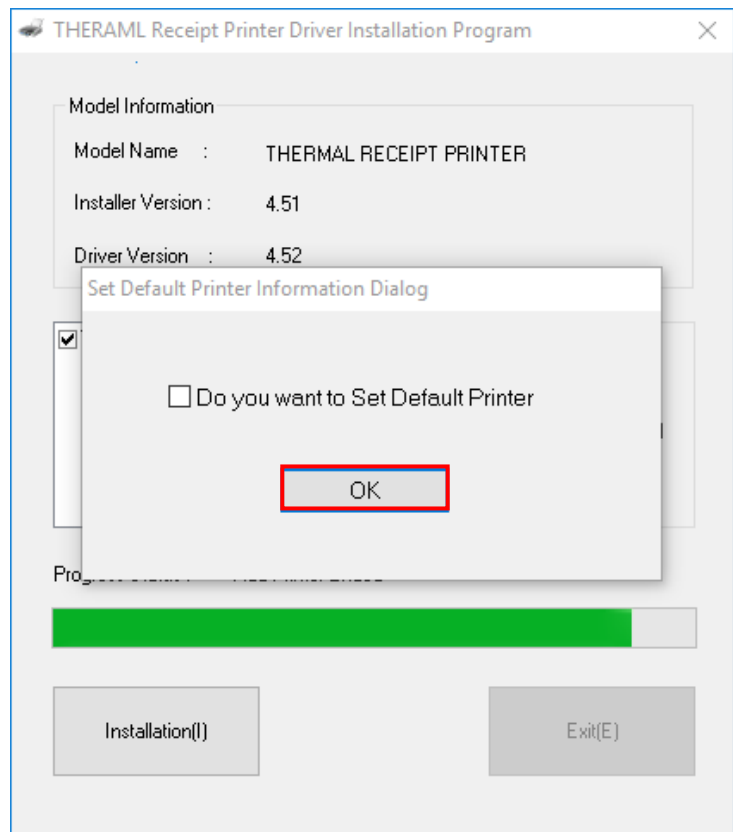 THERAML Receipt Printer Driver Installation Program
Model Information
Model Name : THERMAL RECEIPT PRINTER
Installer Version : 4.51
Driver Version : 4.52
Set Default Printer Information Dialog
Do you want to Set Default Printer
OK
Installation(I)
Exit(E)